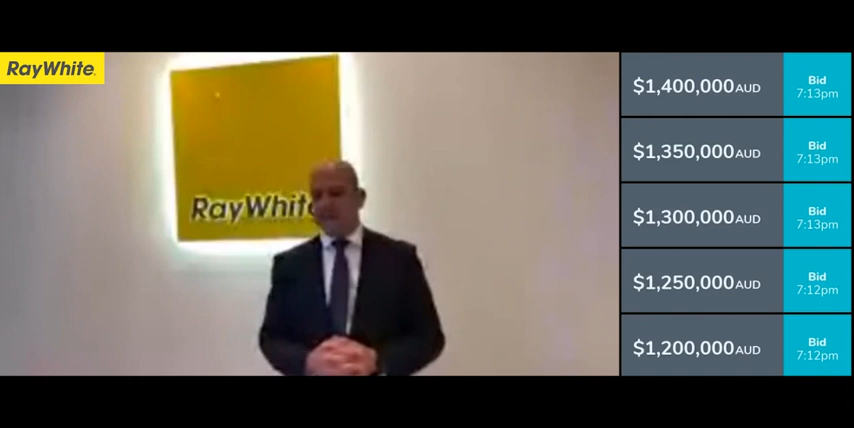 RayWhite.
RayWhite
$1,400,000AUD
Bid
7:13pm
$1,350,000AUD
Bid
7:13pm
$1,300,000AUD
Bid
7:13pm
$1,250,000AUD
Bid
7:12pm
$1,200,000AUD
Bid
7:12pm